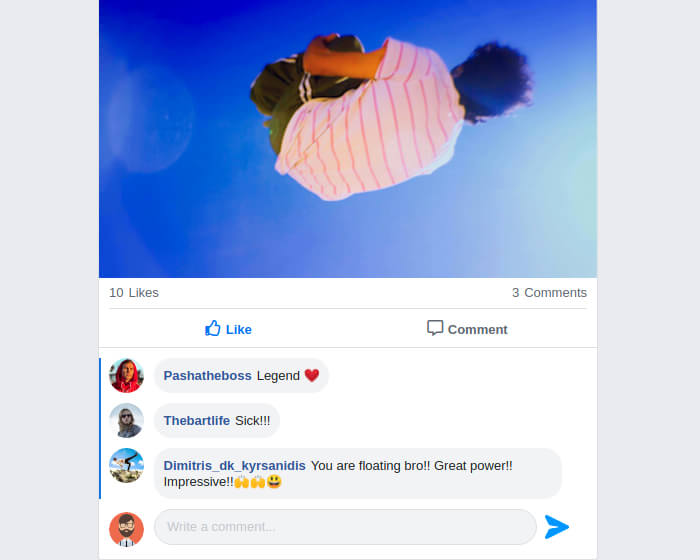 10 Likes
3 Comments
Like
Comment
Pashatheboss Legend ❤️
Thebartlife Sick!!!
Dimitris_dk_kyrsanidis You are floating bro!! Great power!!
Impressive!!🙌🙌😃
Write a comment...